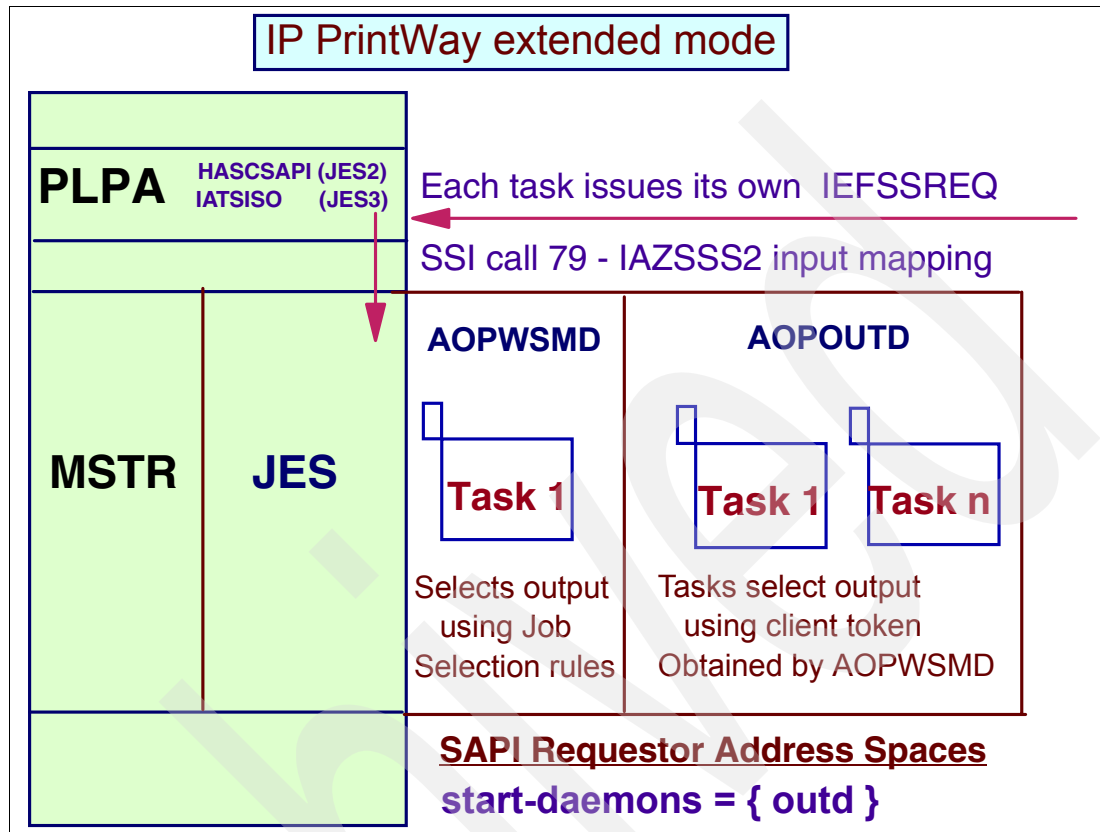 IP PrintWay extended mode
PLPA
HASCSAPI (JES2)
IATSISO (JES3)
Each task issues its own IEFSSREQ
SSI call 79 - IAZSSS2 input mapping
MSTR
JES
AOPWSMD
AOPOUTD
Task 1
Task 1
Task n
Selects output
using Job
Selection rules
Tasks select output
using client token
Obtained by AOPWSMD
SAPI Requestor Address Spaces
start-daemons = { outd }